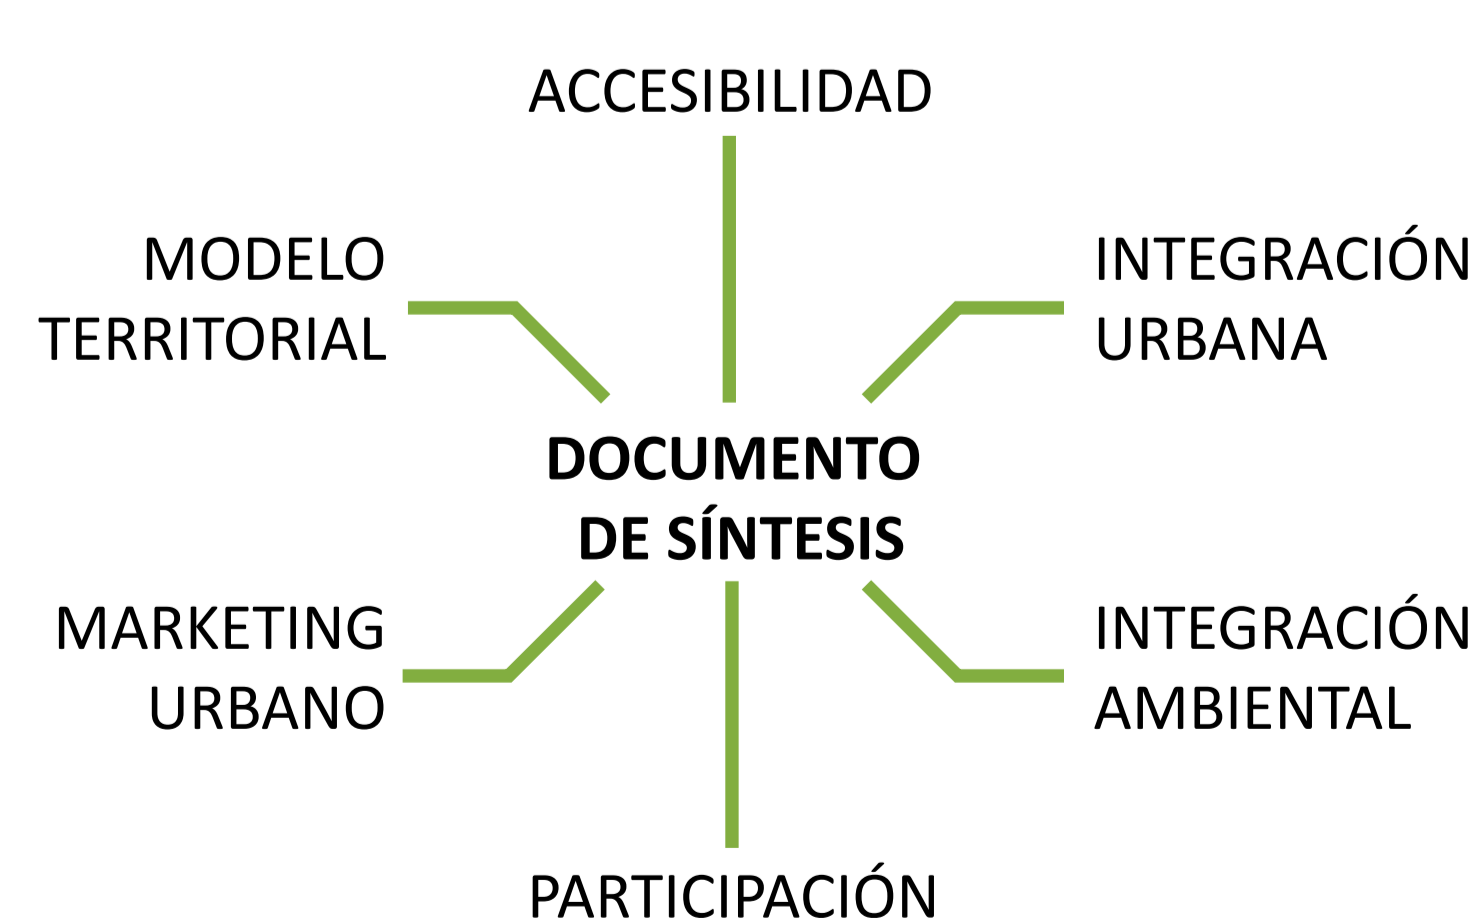 ACCESIBILIDAD
MODELO
TERRITORIAL
INTEGRACIÓN
URBANA
DOCUMENTO
DE SÍNTESIS
MARKETING
URBANO
INTEGRACIÓN
AMBIENTAL
PARTICIPACIÓN